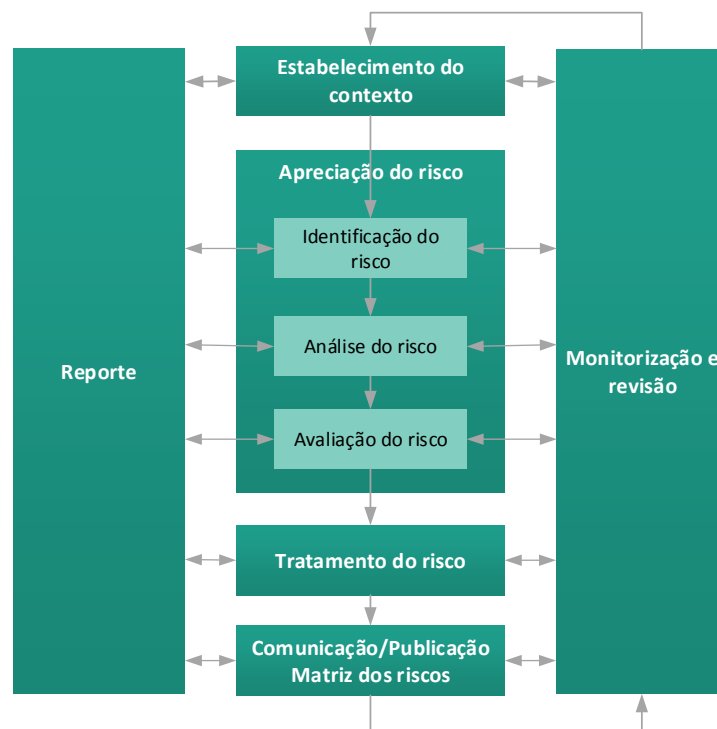 Estabelecimento do
contexto
Apreciação do risco
Identificação do
risco
Análise do risco
Avaliação do risco
Reporte
Monitorização e
revisão
Tratamento do risco
Comunicação/Publicação
Matriz dos riscos